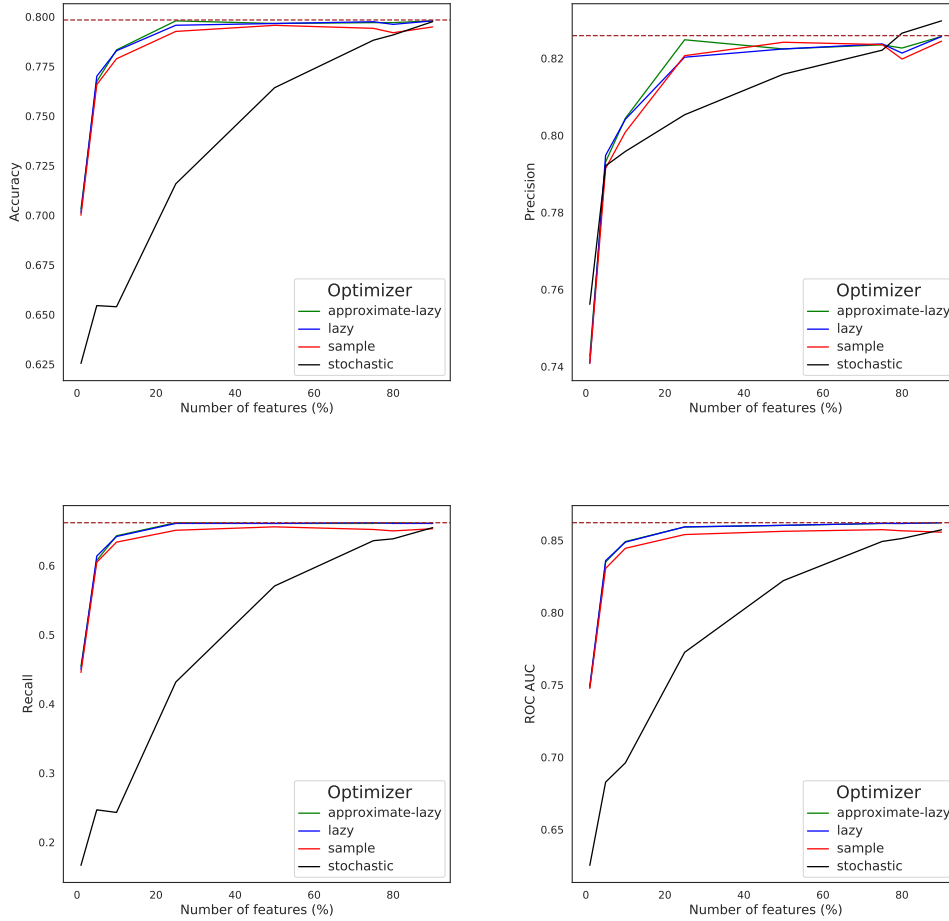 0.800
0.775
0.750
0.725
0.700
0.675
0.650
0.625
Accuracy
0 20 40 60 80
Number of features (%)
Optimizer
approximate-lazy
lazy
sample
stochastic
0.82
0.80
0.78
0.76
0.74
Precision
0 20 40 60 80
Number of features (%)
Optimizer
approximate-lazy
lazy
sample
stochastic
0.6
0.5
0.4
0.3
0.2
Recall
0 20 40 60 80
Number of features (%)
Optimizer
approximate-lazy
lazy
sample
stochastic
0.85
0.80
0.75
0.70
0.65
ROC AUC
0 20 40 60 80
Number of features (%)
Optimizer
approximate-lazy
lazy
sample
stochastic